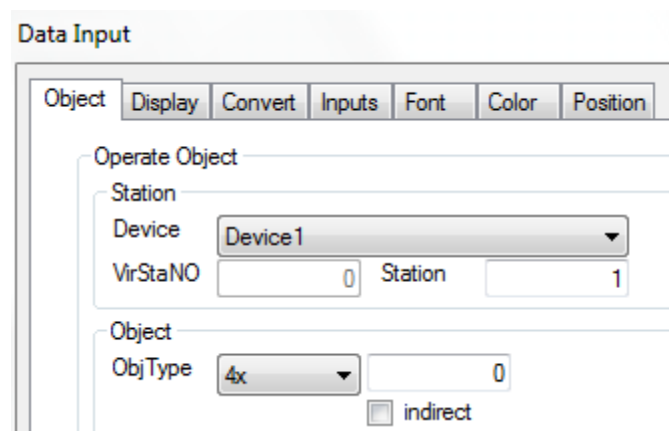 Data Input
Object Display Convert Inputs Font Color Position
Operate Object
Station
Device Device1
VirStaNO 0 Station 1
Object
ObjType 4x 0
indirect